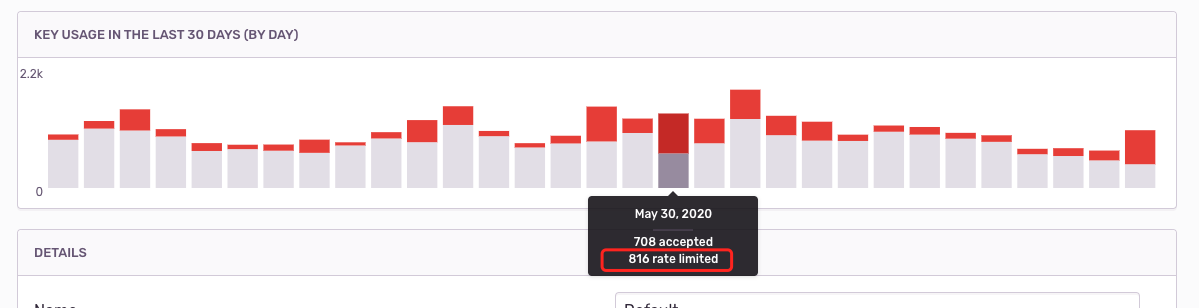 KEY USAGE IN THE LAST 30 DAYS (BY DAY)
2.2k
0
May 30, 2020
708 accepted
816 rate limited
DETAILS
Name
Default